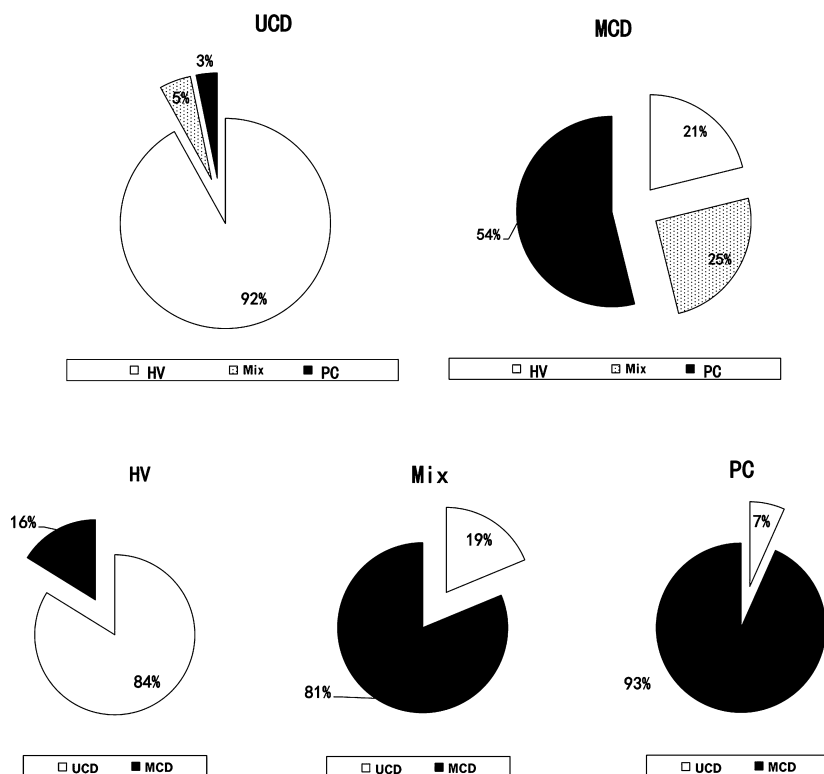 UCD
3%
5%
92%
HV Mix PC
MCD
21%
25%
54%
HV Mix PC
HV
16%
84%
UCD MCD
Mix
19%
81%
UCD MCD
PC
7%
93%
UCD MCD